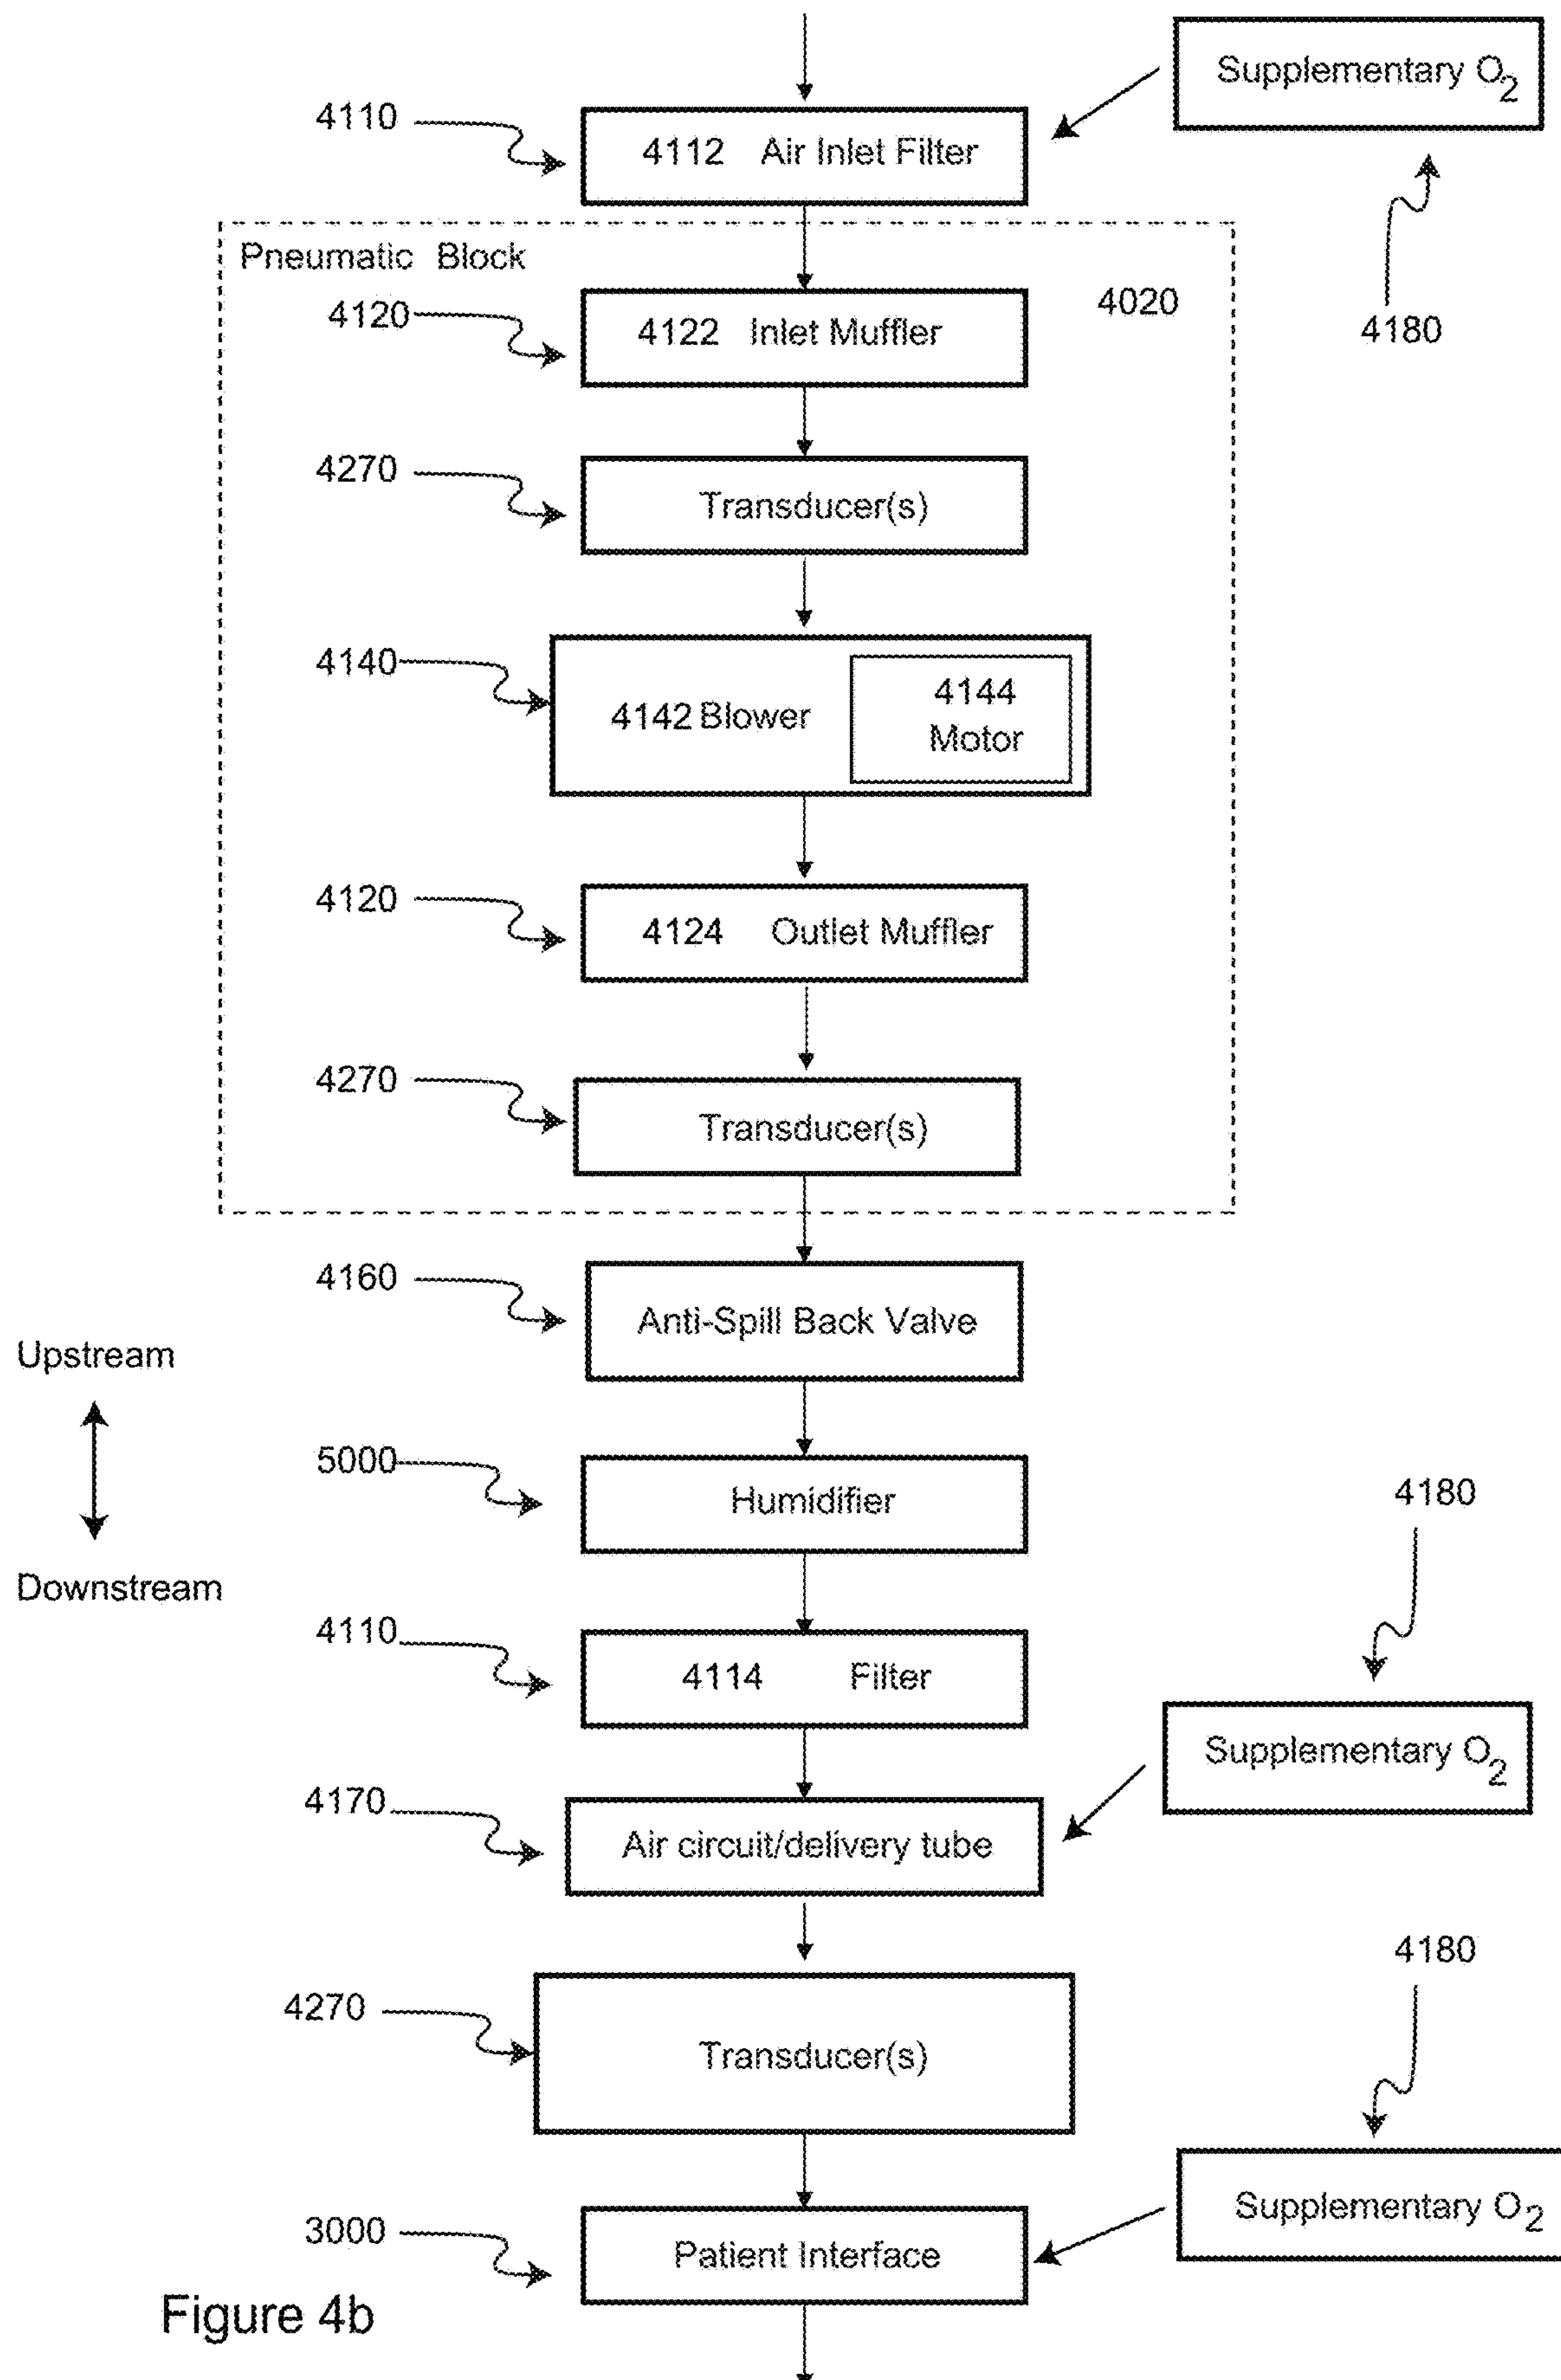 Supplementary O2
4110
4112 Air Inlet Filter
Pneumatic Block
4020
4180
4120
4122 Inlet Muffler
4270
Transducer(s)
4140
4142 Blower
4144
Motor
4120
4124 Outlet Muffler
4270
Transducer(s)
4160
Anti-Spill Back Valve
Upstream
5000
Humidifier
4180
Downstream
4110
4114 Filter
Supplementary O2
4170
Air circuit/delivery tube
4180
4270
Transducer(s)
Supplementary O2
3000
Patient Interface
Figure 4b